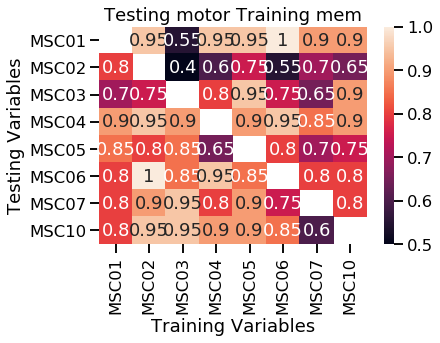 Testing motor Training mem
MSC01 0.95 0.55 0.95 0.95 1 0.9 0.9
MSC02 0.8 0.4 0.6 0.75 0.55 0.7 0.65
MSC03 0.7 0.75 0.8 0.95 0.75 0.65 0.9
MSC04 0.9 0.95 0.9 0.9 0.95 0.85 0.9
MSC05 0.85 0.8 0.85 0.65 0.8 0.7 0.75
MSC06 0.8 1 0.85 0.95 0.85 0.8 0.8
MSC07 0.8 0.9 0.95 0.8 0.9 0.75 0.8
MSC10 0.8 0.95 0.95 0.9 0.9 0.85 0.6
MSC01 MSC02 MSC03 MSC04 MSC05 MSC06 MSC07 MSC10
Training Variables
Testing Variables
1.0
0.9
0.8
0.7
0.6
0.5